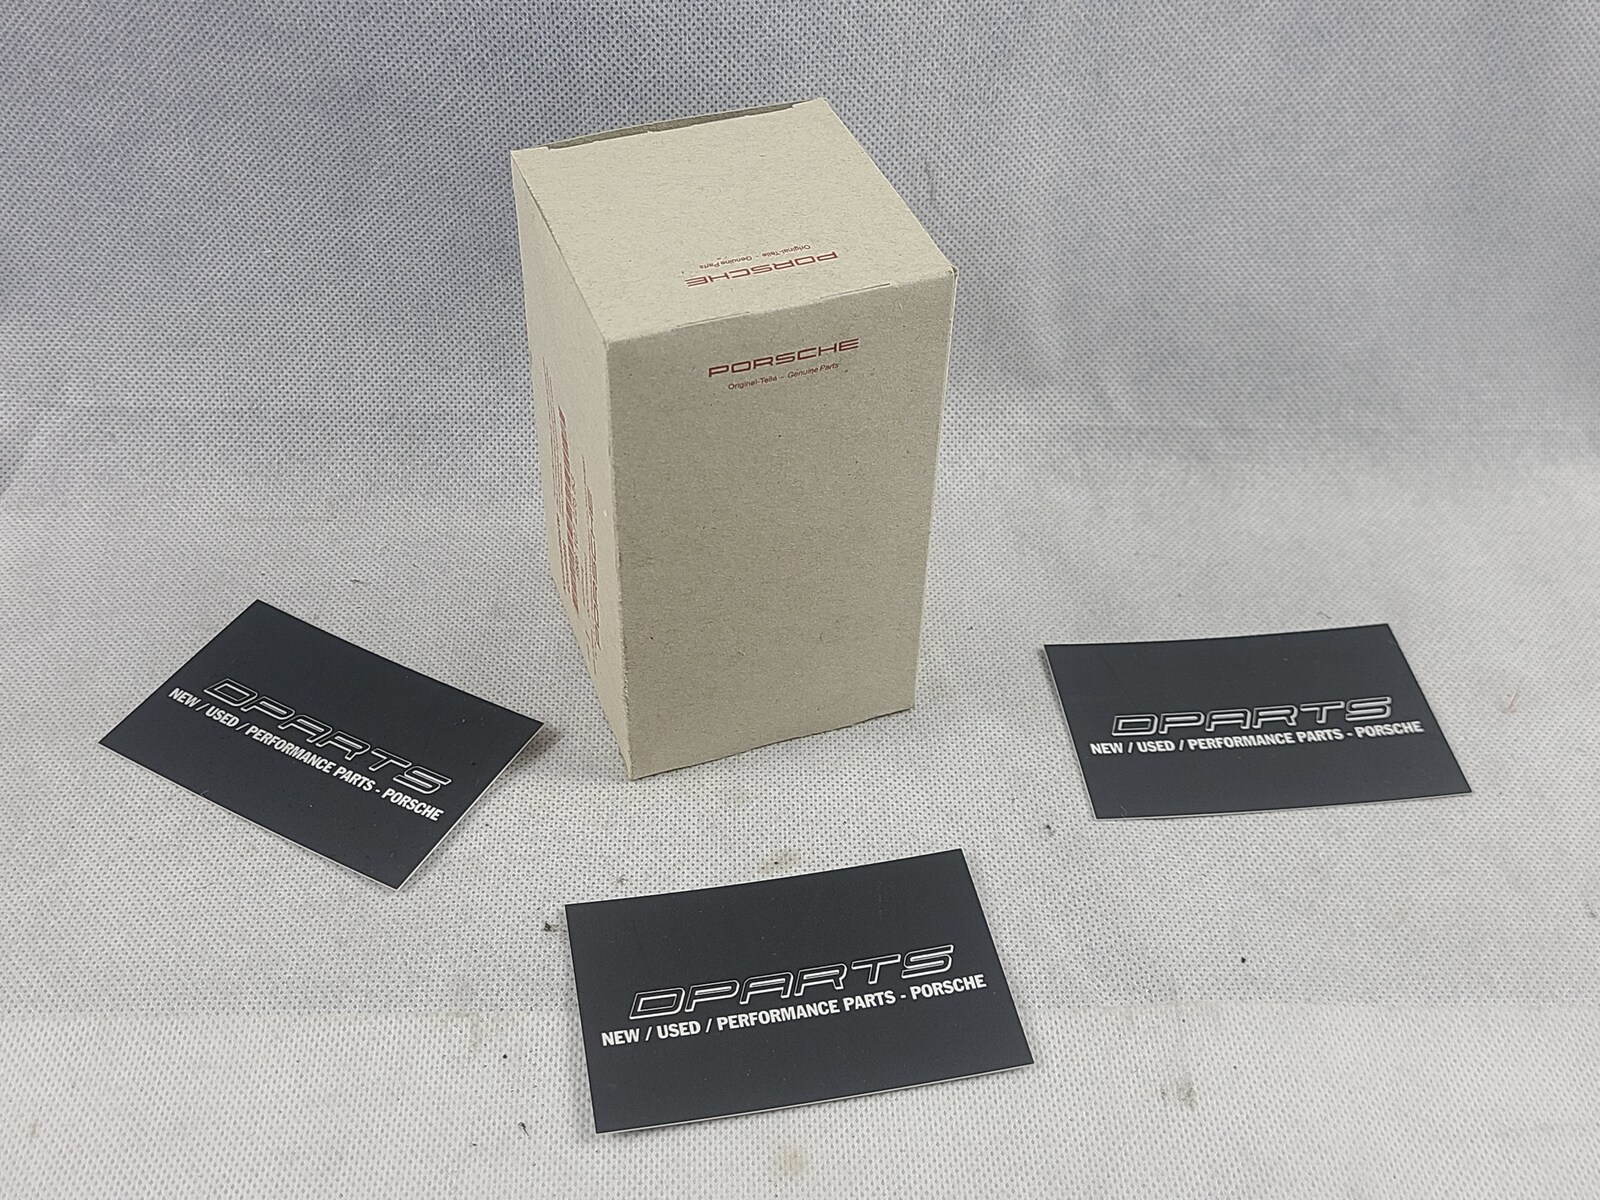 Original-Teile - Genuine Parts
PORSCHE
PORSCHE
Original-Teile - Genuine Parts
DPARTS
NEW / USED / PERFORMANCE PARTS - PORSCHE
DPARTS
NEW / USED / PERFORMANCE PARTS - PORSCHE
DPARTS
NEW / USED / PERFORMANCE PARTS - PORSCHE